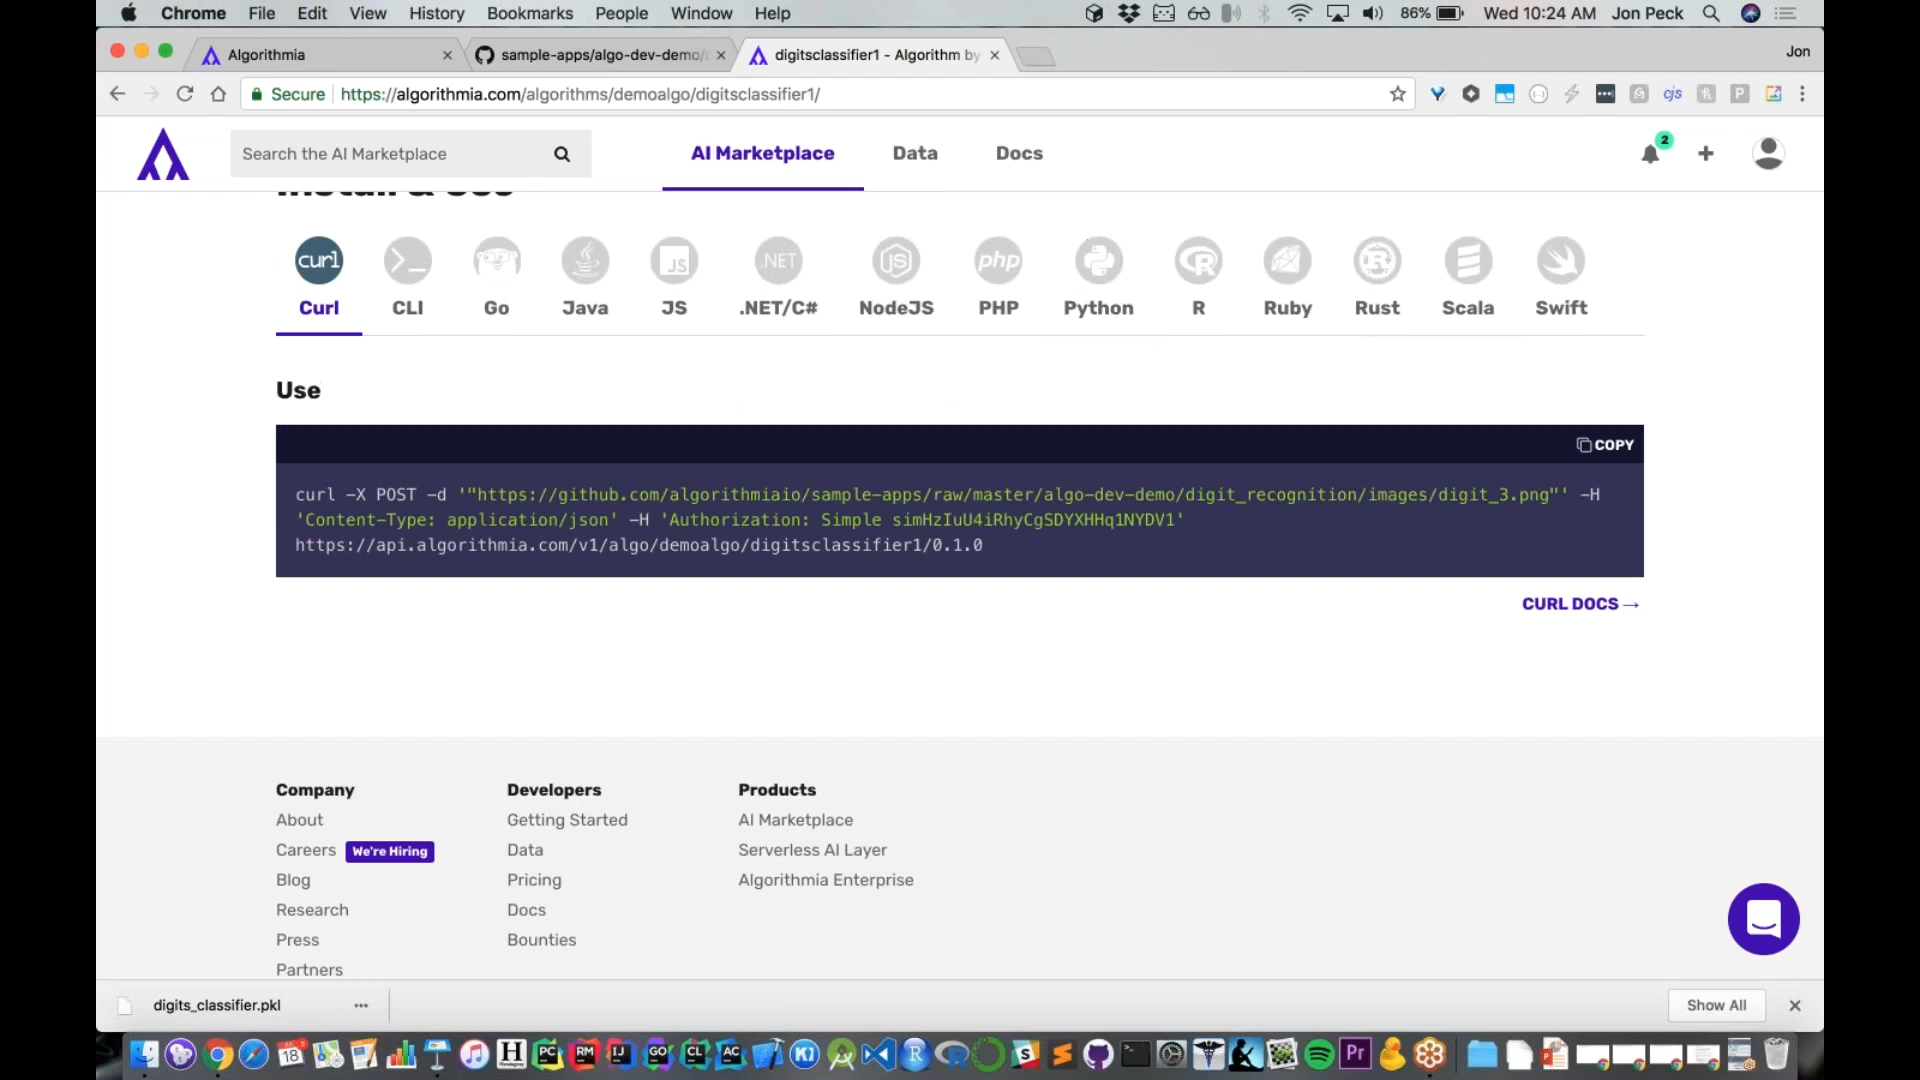 Chrome File Edit View History Bookmarks People Window Help 86% Wed 10:24 AM Jon Peck
Algorithmia sample-apps/algo-dev-demo/ digitsclassifier1 - Algorithm by Jon
Secure https://algorithmia.com/algorithms/demoalgo/digitsclassifier1/
Search the AI Marketplace AI Marketplace Data Docs 2
Install & Use
curl .NET JS php
Curl CLI Go Java JS .NET/C# NodeJS PHP Python R Ruby Rust Scala Swift
Use
COPY
curl -X POST -d '"https://github.com/algorithmiaio/sample-apps/raw/master/algo-dev-demo/digit_recognition/images/digit_3.png"' -H
'Content-Type: application/json' -H 'Authorization: Simple simHzIuU4iRhyCgSDYXHHq1NYDV1'
https://api.algorithmia.com/v1/algo/demoalgo/digitsclassifier1/0.1.0
CURL DOCS →
Company Developers Products
About Getting Started AI Marketplace
Careers We're Hiring Data Serverless AI Layer
Blog Pricing Algorithmia Enterprise
Research Docs
Press Bounties
Partners
digits_classifier.pkl Show All